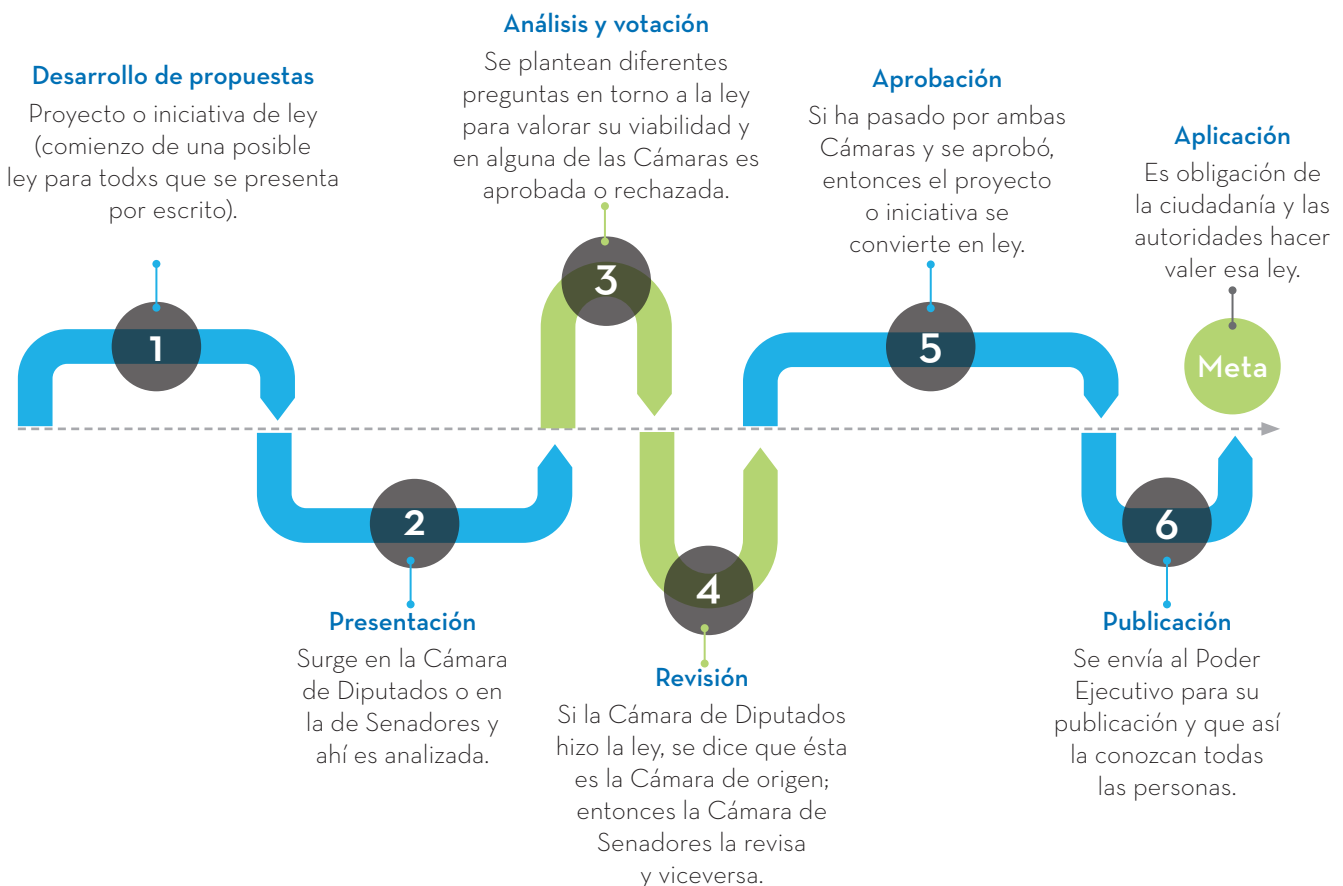 Desarrollo de propuestas
Proyecto o iniciativa de ley
(comienzo de una posible
ley para todxs que se presenta
por escrito).
1
Presentación
Surge en la Cámara
de Diputados o en
la de Senadores y
ahí es analizada.
2
Análisis y votación
Se plantean diferentes
preguntas en torno a la ley
para valorar su viabilidad y
en alguna de las Cámaras es
aprobada o rechazada.
3
4
Revisión
Si la Cámara de Diputados
hizo la ley, se dice que ésta
es la Cámara de origen;
entonces la Cámara de
Senadores la revisa
y viceversa.
Aprobación
Si ha pasado por ambas
Cámaras y se aprobó,
entonces el proyecto
o iniciativa se
convierte en ley.
5
6
Publicación
Se envía al Poder
Ejecutivo para su
publicación y que así
la conozcan todas
las personas.
Aplicación
Es obligación de
la ciudadanía y las
autoridades hacer
valer esa ley.
Meta